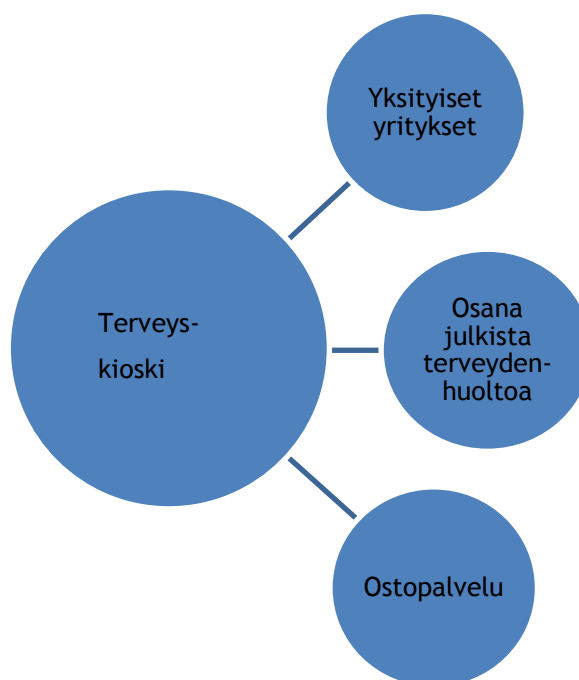 Yksityiset
yritykset
Terveys-
kioski
Osana
julkista
terveyden-
huoltoa
Ostopalvelu